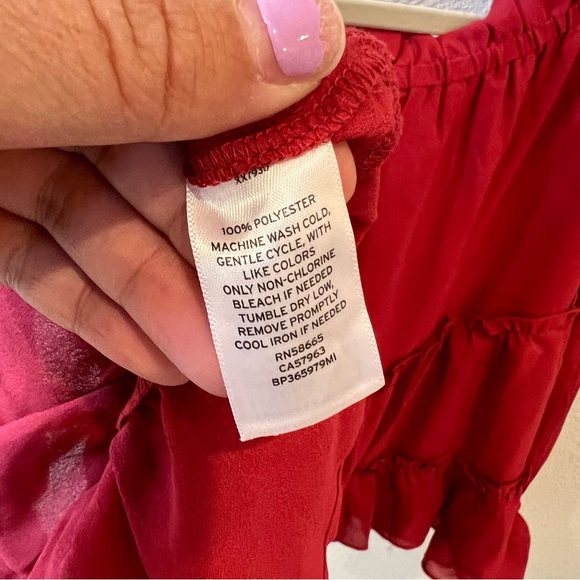 100% POLYESTER
MACHINE WASH COLD,
GENTLE CYCLE, WITH
LIKE COLORS
ONLY NON-CHLORINE
BLEACH IF NEEDED
TUMBLE DRY LOW,
REMOVE PROMPTLY
COOL IRON IF NEEDED
RN58665
CA57963
BP365979MI